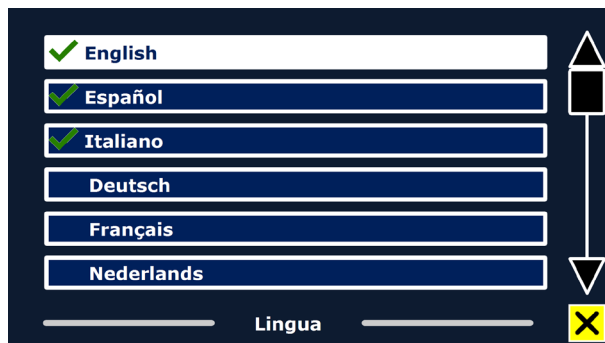 English
Español
Italiano
Deutsch
Français
Nederlands
Lingua